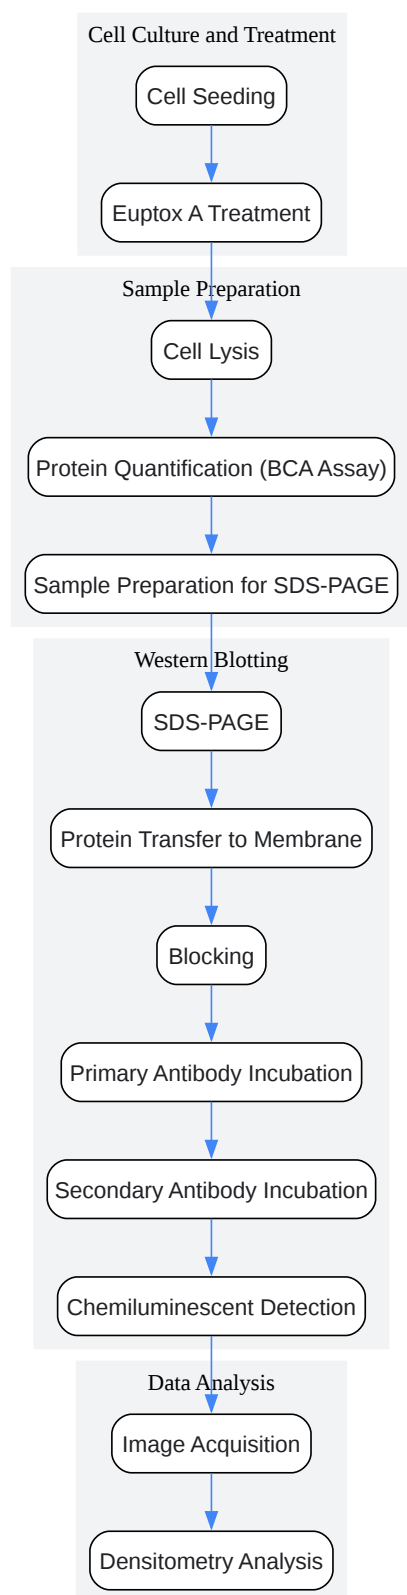 Cell Culture and Treatment
Cell Seeding
Euptox A Treatment
Sample Preparation
Cell Lysis
Protein Quantification (BCA Assay)
Sample Preparation for SDS-PAGE
Western Blotting
SDS-PAGE
Protein Transfer to Membrane
Blocking
Primary Antibody Incubation
Secondary Antibody Incubation
Chemiluminescent Detection
Data Analysis
Image Acquisition
Densitometry Analysis